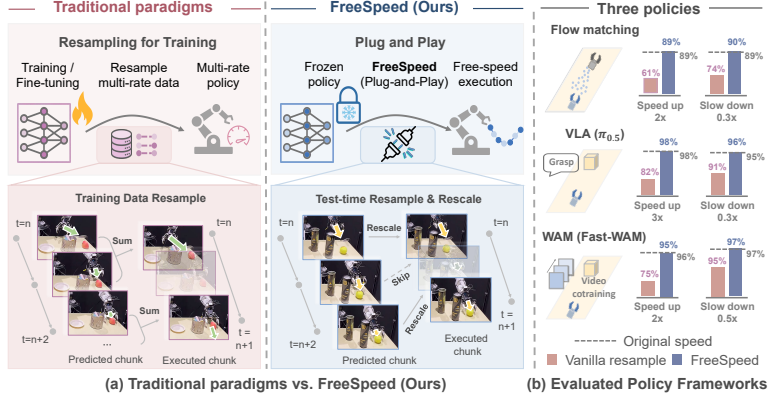 Traditional paradigms
Resampling for Training
Training /
Fine-tuning
Resample
multi-rate data
Multi-rate
policy
Training Data Resample
t=n
Sum
t=n
Sum
t=n+2
...
t =
n+1
Predicted chunk
Executed chunk
FreeSpeed (Ours)
Plug and Play
Frozen
policy
FreeSpeed
(Plug-and-Play)
Free-speed
execution
Test-time Resample & Rescale
t=n
Rescale
t=n
Skip
Rescale
t=n+2
t =
n+1
Predicted chunk
Executed
chunk
(a) Traditional paradigms vs. FreeSpeed (Ours)
Three policies
Flow matching
61%
89%
89%
Speed up
2x
74%
90%
89%
Slow down
0.3x
VLA (π0.5)
Grasp
82%
98%
98%
Speed up
3x
91%
96%
95%
Slow down
0.3x
WAM (Fast-WAM)
Video
cotraining
75%
95%
96%
Speed up
2x
95%
97%
97%
Slow down
0.5x
Original speed
Vanilla resample
FreeSpeed
(b) Evaluated Policy Frameworks